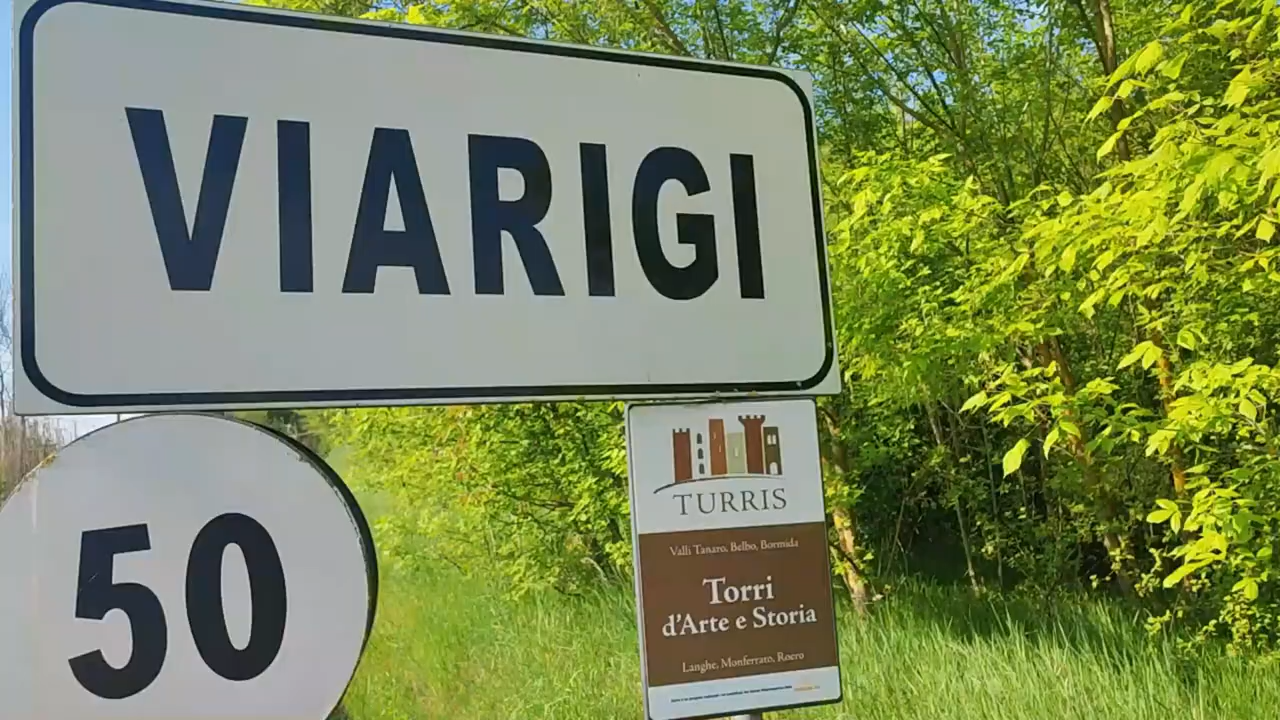 VIARIGI
50
TURRIS
Valli Tanaro, Belbo, Bormida
Torri
d'Arte e Storia
Langhe, Monferrato, Roero